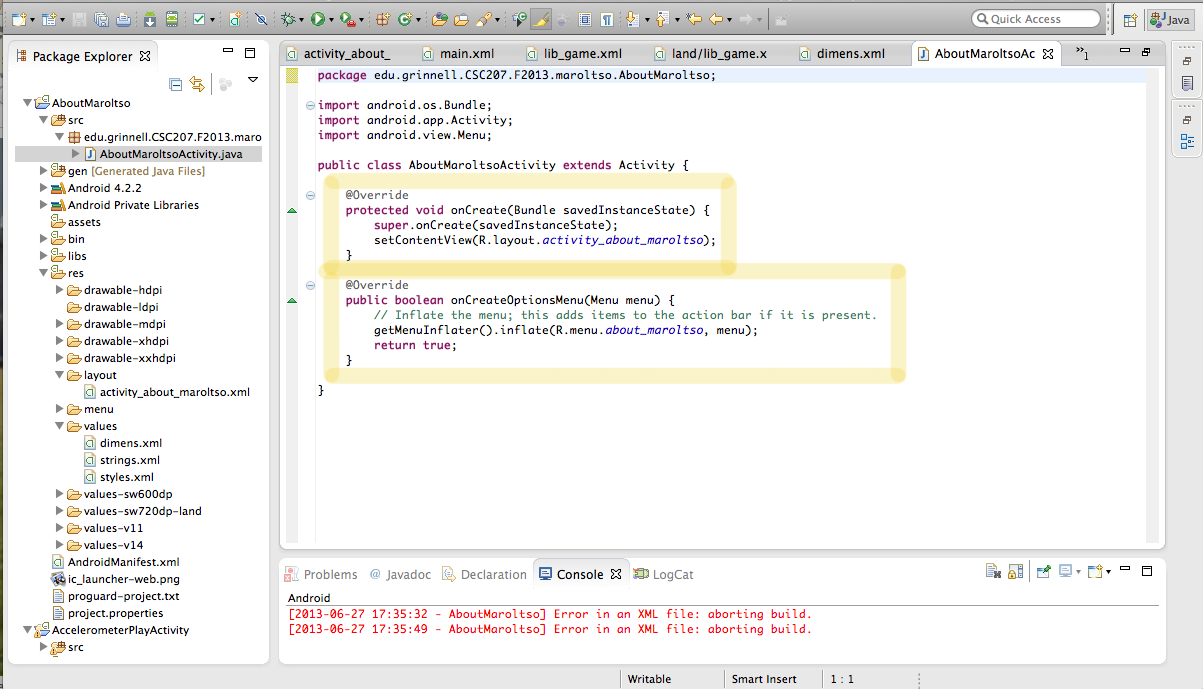 Quick Access
Java
Package Explorer
activity_about_
main.xml
lib_game.xml
land/lib_game.x
dimens.xml
AboutMaroltsoAc
»1
AboutMaroltso
src
edu.grinnell.CSC207.F2013.maro
AboutMaroltsoActivity.java
gen [Generated Java Files]
Android 4.2.2
Android Private Libraries
assets
bin
libs
res
drawable-hdpi
drawable-ldpi
drawable-mdpi
drawable-xhdpi
drawable-xxhdpi
layout
activity_about_maroltso.xml
menu
values
dimens.xml
strings.xml
styles.xml
values-sw600dp
values-sw720dp-land
values-v11
values-v14
AndroidManifest.xml
ic_launcher-web.png
proguard-project.txt
project.properties
AccelerometerPlayActivity
src
package edu.grinnell.CSC207.F2013.maroltso.AboutMaroltso;
import android.os.Bundle;
import android.app.Activity;
import android.view.Menu;
public class AboutMaroltsoActivity extends Activity {
@Override
protected void onCreate(Bundle savedInstanceState) {
super.onCreate(savedInstanceState);
setContentView(R.layout.activity_about_maroltso);
}
@Override
public boolean onCreateOptionsMenu(Menu menu) {
// Inflate the menu; this adds items to the action bar if it is present.
getMenuInflater().inflate(R.menu.about_maroltso, menu);
return true;
}
}
Problems
@ Javadoc
Declaration
Console
LogCat
Android
[2013-06-27 17:35:32 - AboutMaroltso] Error in an XML file: aborting build.
[2013-06-27 17:35:49 - AboutMaroltso] Error in an XML file: aborting build.
Writable
Smart Insert
1 : 1